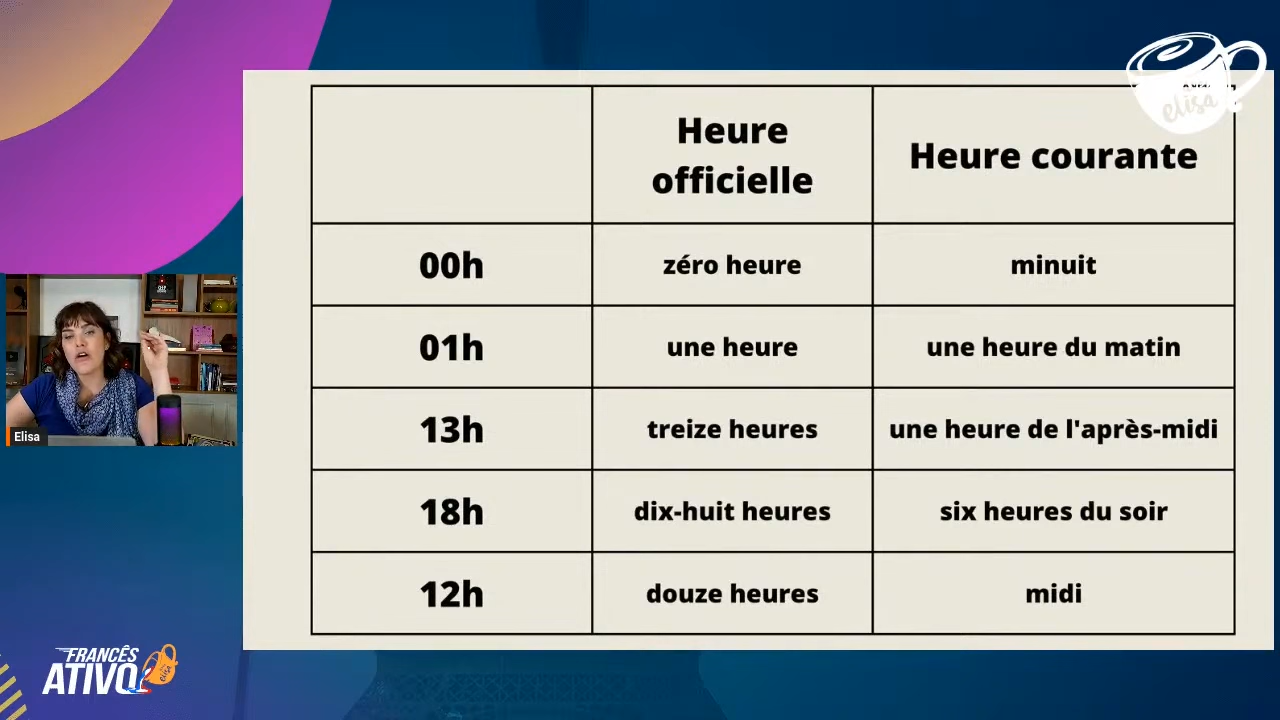 Heure
officielle
Heure courante
elisa
00h
zéro heure
minuit
01h
une heure
une heure du matin
13h
treize heures
une heure de l'après-midi
18h
dix-huit heures
six heures du soir
12h
douze heures
midi
Elisa
FRANCÊS
ATIVO
elisa